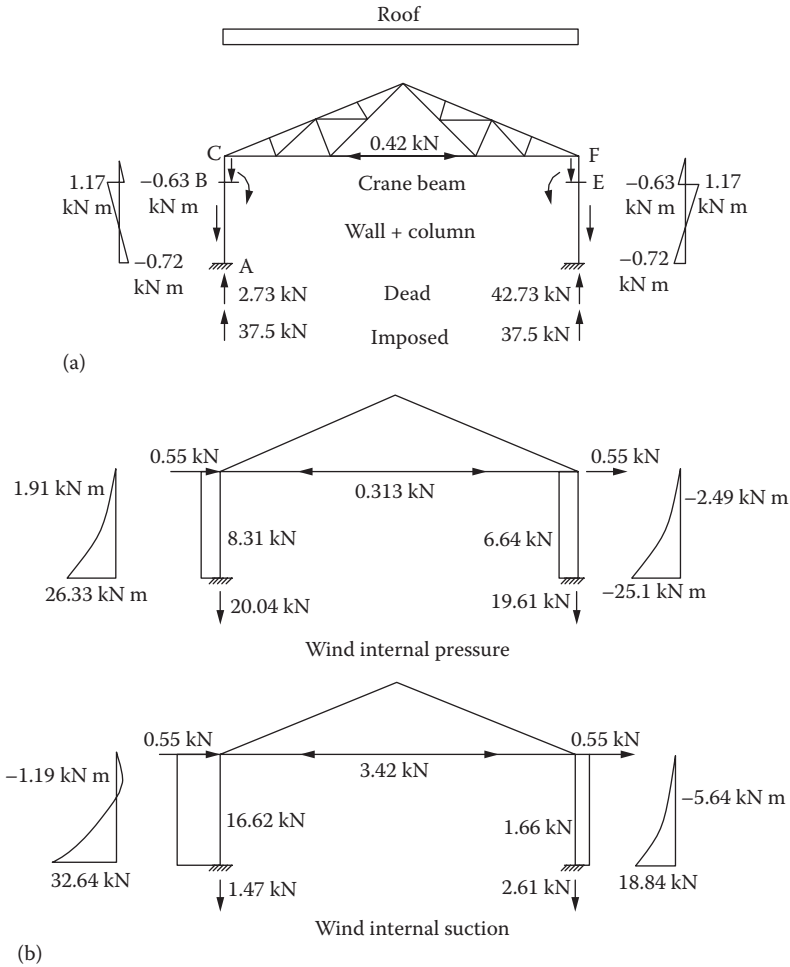 Roof
C
0.42 kN
F
1.17 kN m
−0.63 kN m
B
Crane beam
E
−0.63 kN m
1.17 kN m
Wall + column
−0.72 kN m
A
−0.72 kN m
2.73 kN
Dead
42.73 kN
37.5 kN
Imposed
37.5 kN
(a)
0.55 kN
0.55 kN
1.91 kN m
0.313 kN
−2.49 kN m
8.31 kN
6.64 kN
26.33 kN m
20.04 kN
19.61 kN
−25.1 kN m
Wind internal pressure
0.55 kN
0.55 kN
−1.19 kN m
3.42 kN
−5.64 kN m
16.62 kN
1.66 kN
32.64 kN
1.47 kN
2.61 kN
18.84 kN
Wind internal suction
(b)